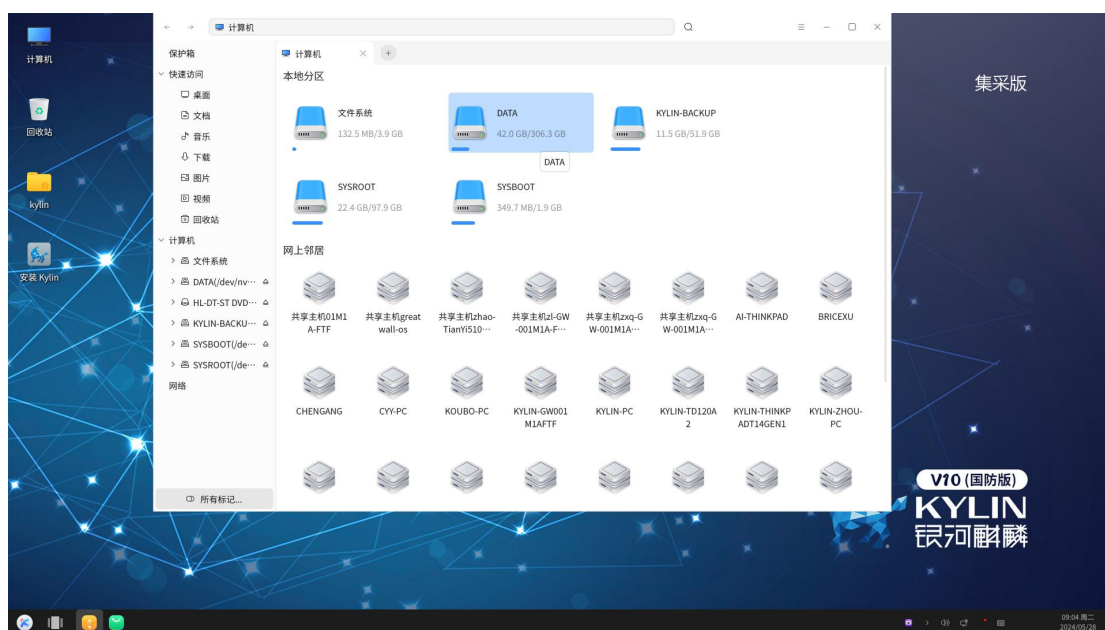 计算机
回收站
kylin
安装 Kylin
计算机
保护箱
快速访问
桌面
文档
音乐
下载
图片
视频
回收站
计算机
文件系统
DATA(/dev/nv…
HL-DT-ST DVD…
KYLIN-BACKU…
SYSBOOT(/de…
SYSROOT(/de…
网络
所有标记...
计算机
本地分区
文件系统
132.5 MB/3.9 GB
DATA
42.0 GB/306.3 GB
KYLIN-BACKUP
11.5 GB/51.9 GB
DATA
SYSROOT
22.4 GB/97.9 GB
SYSBOOT
349.7 MB/1.9 GB
网上邻居
共享主机01M1
A-FTF
共享主机great
wall-os
共享主机zhao-
TianYi510…
共享主机zl-GW
-001M1A-F…
共享主机zxq-G
W-001M1A…
共享主机zxq-G
W-001M1A…
AI-THINKPAD
BRICEXU
CHENGANG
CYY-PC
KOUBO-PC
KYLIN-GW001
M1AFTF
KYLIN-PC
KYLIN-TD120A
2
KYLIN-THINKP
ADT14GEN1
KYLIN-ZHOU-
PC
集采版
V10 (国防版)
KYLIN
银河麒麟
09:04 周二
2024/05/28